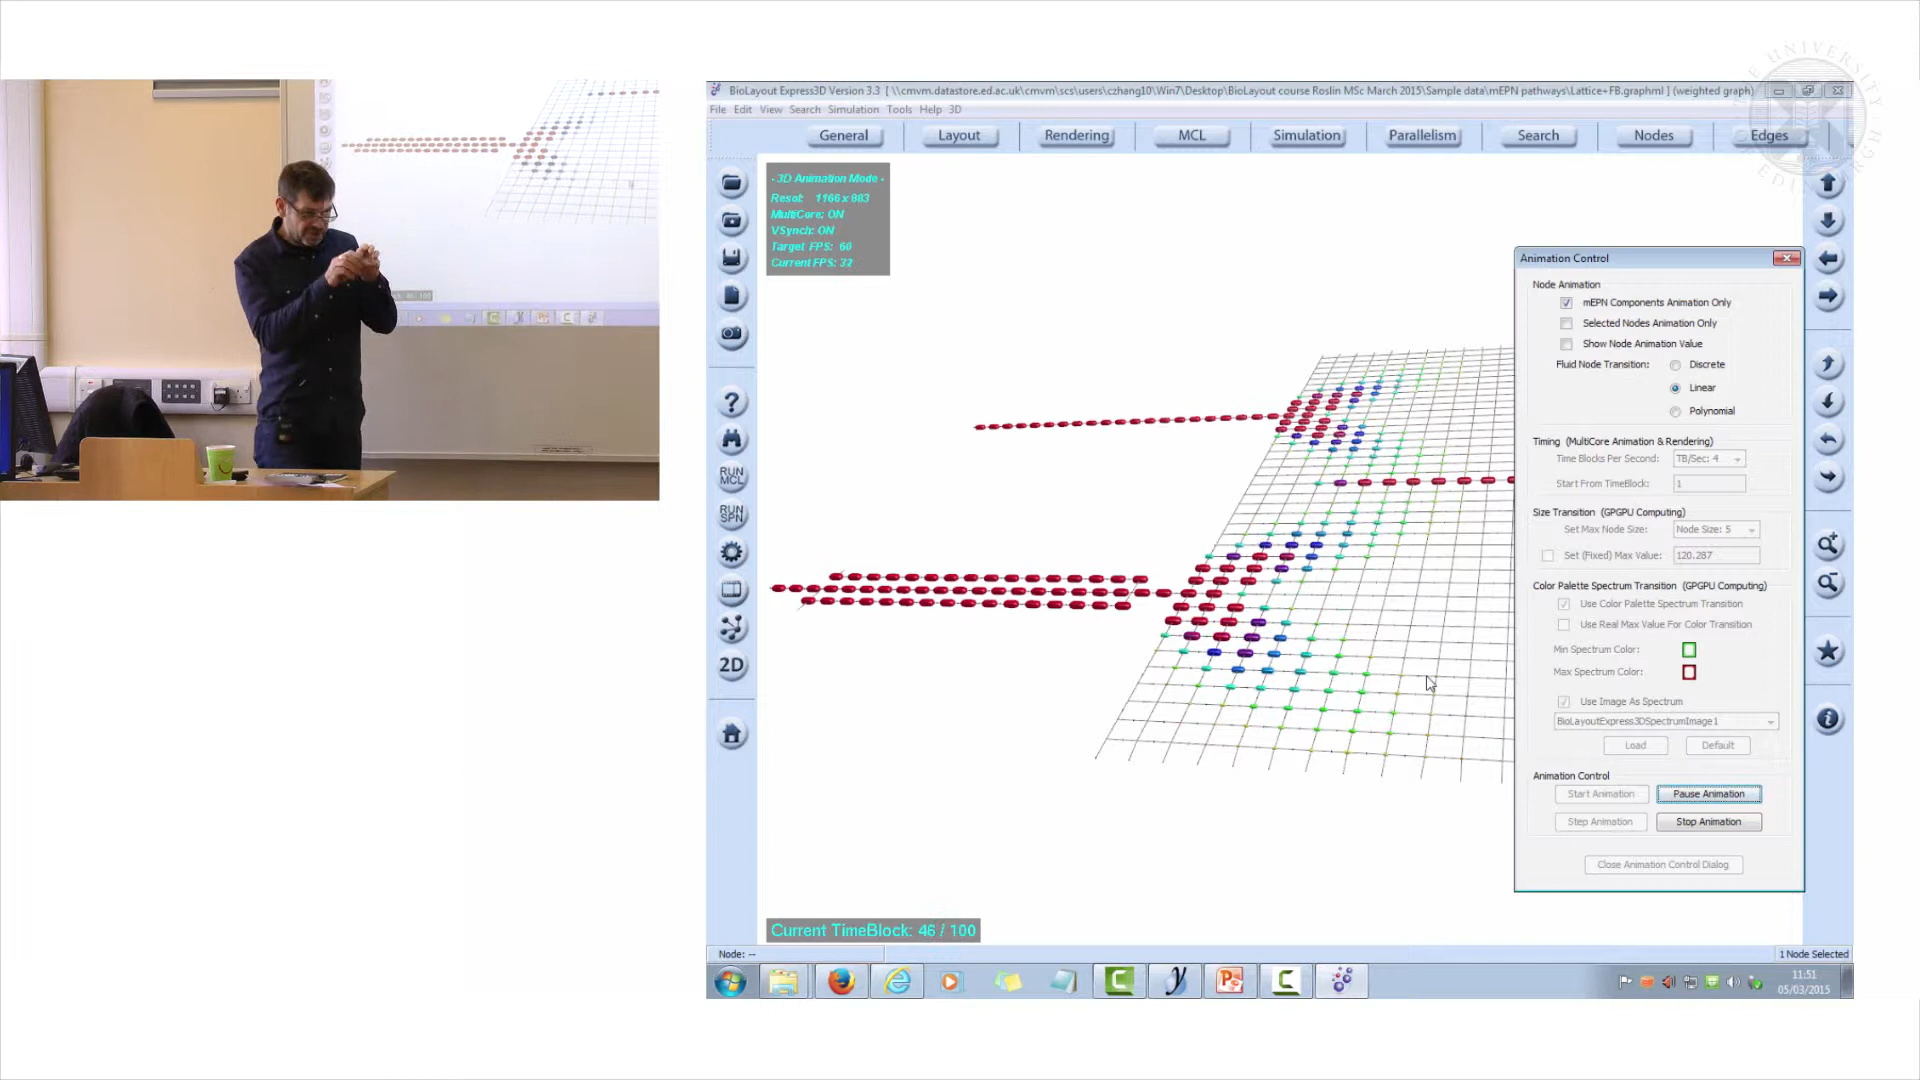 THE UNIVERSITY
EDINBURGH
BioLayout Express3D Version 3.3 [ \\cmvm.datastore.ed.ac.uk\cmvm\scs\users\czhang10\Win7\Desktop\BioLayout course Roslin MSc March 2015\Sample data\mEPN pathways\Lattice+FB.graphml ] (weighted graph)
File Edit View Search Simulation Tools Help 3D
General Layout Rendering MCL Simulation Parallelism Search Nodes Edges
- 3D Animation Mode -
Resol: 1166 x 883
MultiCore: ON
VSynch: ON
Target FPS: 60
Current FPS: 32
Animation Control
Node Animation
mEPN Components Animation Only
Selected Nodes Animation Only
Show Node Animation Value
Fluid Node Transition: Discrete
Linear
Polynomial
Timing (MultiCore Animation & Rendering)
Time Blocks Per Second: TB/Sec: 4
Start From TimeBlock: 1
Size Transition (GPGPU Computing)
Set Max Node Size: Node Size: 5
Set (Fixed) Max Value: 120.287
Color Palette Spectrum Transition (GPGPU Computing)
Use Color Palette Spectrum Transition
Use Real Max Value For Color Transition
Min Spectrum Color:
Max Spectrum Color:
Use Image As Spectrum
BioLayoutExpress3DSpectrumImage1
Load Default
Animation Control
Start Animation Pause Animation
Step Animation Stop Animation
Close Animation Control Dialog
RUN
MCL
RUN
SPN
2D
Current TimeBlock: 46 / 100
Node: --
1 Node Selected
11:51
05/03/2015